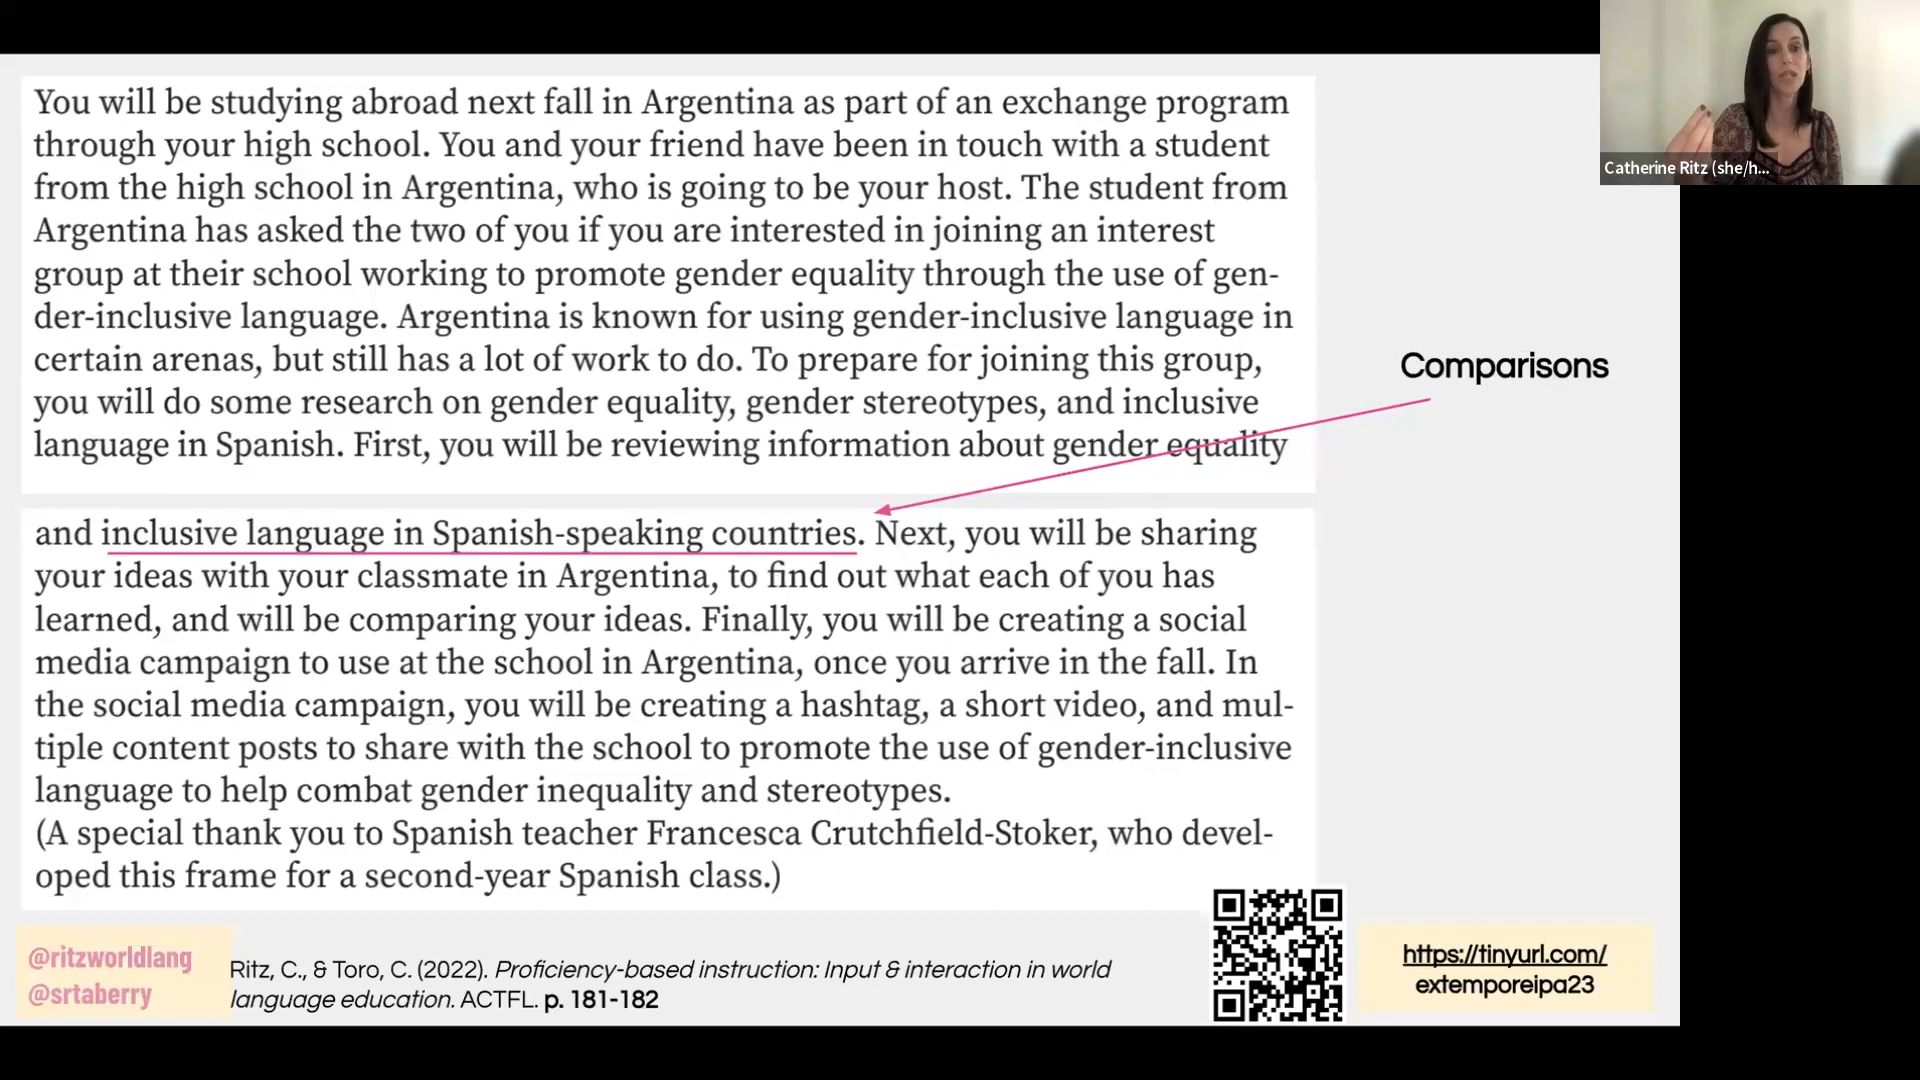 You will be studying abroad next fall in Argentina as part of an exchange program
through your high school. You and your friend have been in touch with a student
from the high school in Argentina, who is going to be your host. The student from
Argentina has asked the two of you if you are interested in joining an interest
group at their school working to promote gender equality through the use of gen-
der-inclusive language. Argentina is known for using gender-inclusive language in
certain arenas, but still has a lot of work to do. To prepare for joining this group,
you will do some research on gender equality, gender stereotypes, and inclusive
language in Spanish. First, you will be reviewing information about gender equality
and inclusive language in Spanish-speaking countries. Next, you will be sharing
your ideas with your classmate in Argentina, to find out what each of you has
learned, and will be comparing your ideas. Finally, you will be creating a social
media campaign to use at the school in Argentina, once you arrive in the fall. In
the social media campaign, you will be creating a hashtag, a short video, and mul-
tiple content posts to share with the school to promote the use of gender-inclusive
language to help combat gender inequality and stereotypes.
(A special thank you to Spanish teacher Francesca Crutchfield-Stoker, who devel-
oped this frame for a second-year Spanish class.)
Comparisons
Catherine Ritz (she/h...
@ritzworldlang
@srtaberry
Ritz, C., & Toro, C. (2022). Proficiency-based instruction: Input & interaction in world
language education. ACTFL. p. 181-182
https://tinyurl.com/
extemporeipa23